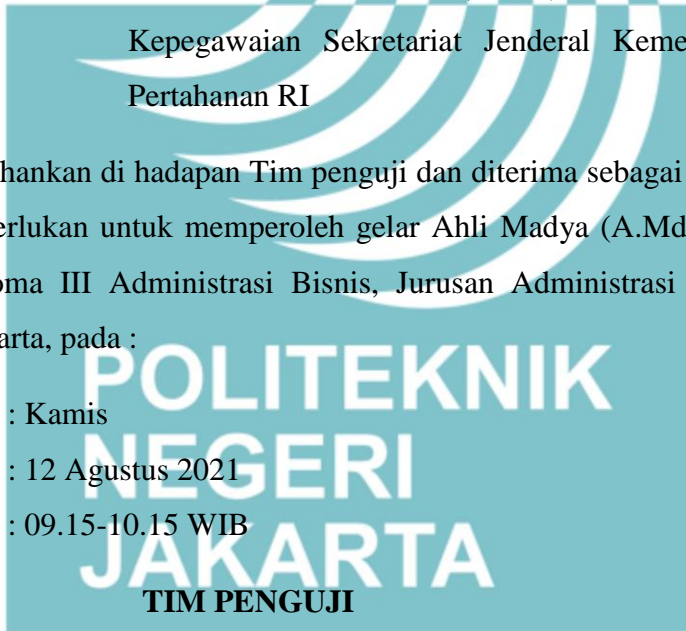 Kepegawaian Sekretariat Jenderal Keme
Pertahanan RI
hankan di hadapan Tim penguji dan diterima sebagai
erlukan untuk memperoleh gelar Ahli Madya (A.Md
oma III Administrasi Bisnis, Jurusan Administrasi
arta, pada :
: Kamis
: 12 Agustus 2021
: 09.15-10.15 WIB
TIM PENGUJI
POLITEKNIK
NEGERI
JAKARTA